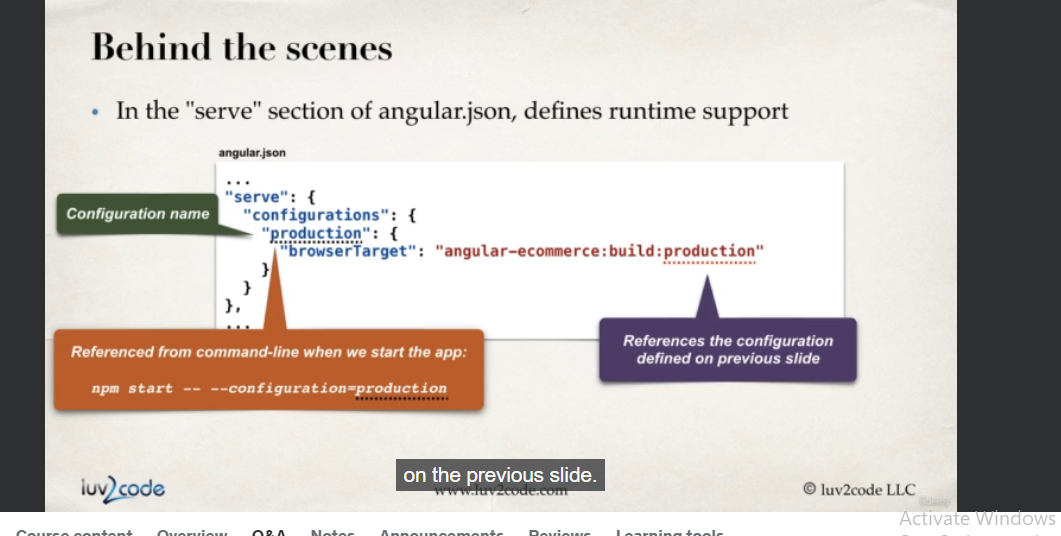 Behind the scenes
• In the "serve" section of angular.json, defines runtime support
angular.json
...
"serve": {
"configurations": {
Configuration name
"production": {
"browserTarget": "angular-ecommerce:build:production"
}
}
},
...
Referenced from command-line when we start the app:
npm start -- --configuration=production
References the configuration
defined on previous slide
on the previous slide.
luv2code
www.luv2code.com
© luv2code LLC
Udemy
Activate Windows
Course content Overview Q&A Notes Announcements Reviews Learning tools